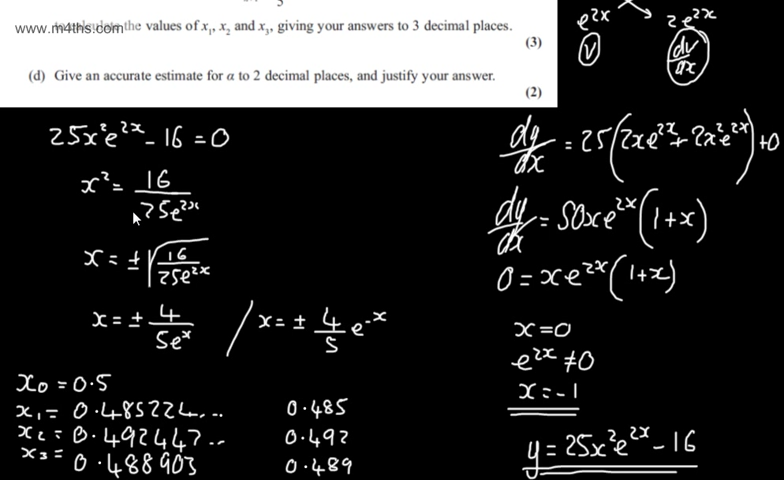 www.m4ths.com
the values of x₁, x₂ and x₃, giving your answers to 3 decimal places.
(3)
(d) Give an accurate estimate for α to 2 decimal places, and justify your answer.
(2)
e^{2x} → 2e^{2x}
V dv/dx
25x²e^{2x} - 16 = 0
x² = 16/25e^{2x}
x = ±√(16/25e^{2x})
x = ± 4/5e^x / x = ± 4/5 e^{-x}
x₀ = 0.5
x₁ = 0.485224... 0.485
x₂ = 0.492447.. 0.492
x₃ = 0.488903 0.489
dy/dx = 25(2xe^{2x} + 2x²e^{2x}) + 0
dy/dx = 50xe^{2x}(1+x)
0 = xe^{2x}(1+x)
x = 0
e^{2x} ≠ 0
x = -1
y = 25x²e^{2x} - 16